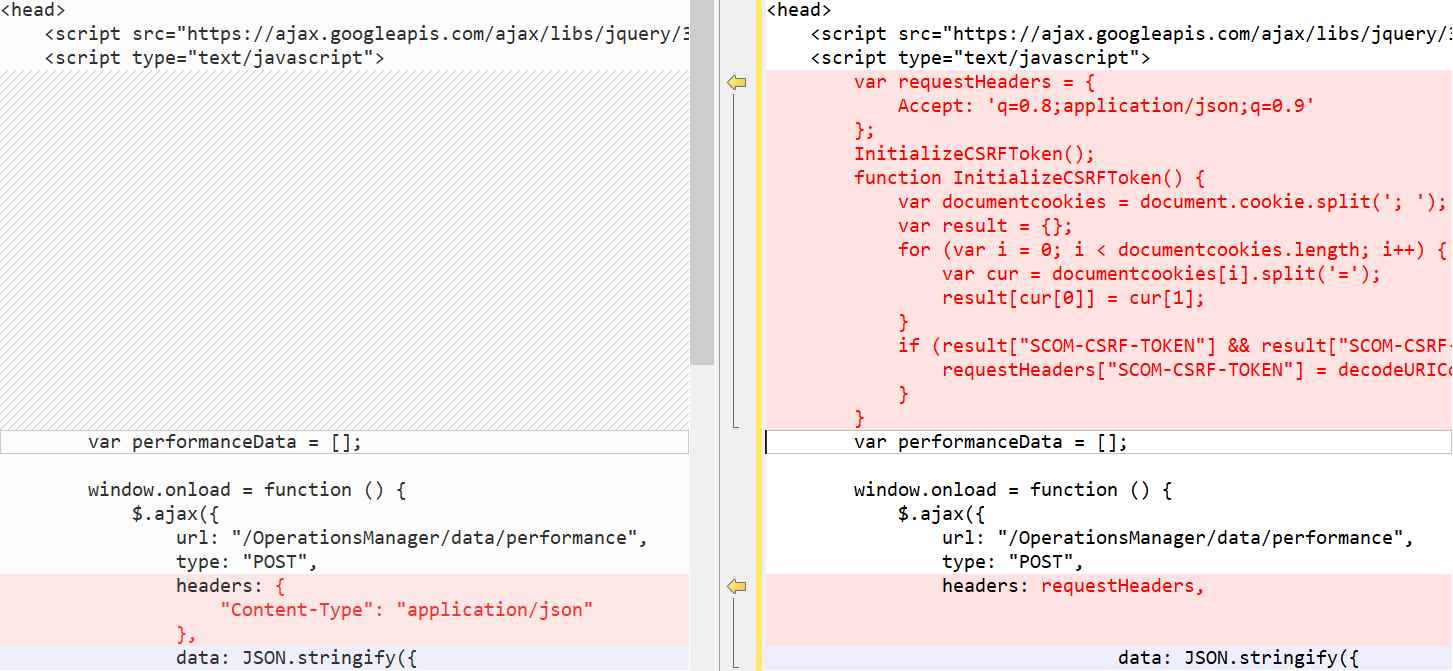 <head>
    <script src="https://ajax.googleapis.com/ajax/libs/jquery/3
    <script type="text/javascript">
        var performanceData = [];
        window.onload = function () {
            $.ajax({
                url: "/OperationsManager/data/performance",
                type: "POST",
                headers: {
                    "Content-Type": "application/json"
                },
                data: JSON.stringify({
<head>
    <script src="https://ajax.googleapis.com/ajax/libs/jquery/3
    <script type="text/javascript">
        var requestHeaders = {
            Accept: 'q=0.8;application/json;q=0.9'
        };
        InitializeCSRFToken();
        function InitializeCSRFToken() {
            var documentcookies = document.cookie.split('; ');
            var result = {};
            for (var i = 0; i < documentcookies.length; i++) {
                var cur = documentcookies[i].split('=');
                result[cur[0]] = cur[1];
            }
            if (result["SCOM-CSRF-TOKEN"] && result["SCOM-CSRF-
                requestHeaders["SCOM-CSRF-TOKEN"] = decodeURICo
            }
        }
        var performanceData = [];
        window.onload = function () {
            $.ajax({
                url: "/OperationsManager/data/performance",
                type: "POST",
                headers: requestHeaders,
                                data: JSON.stringify({